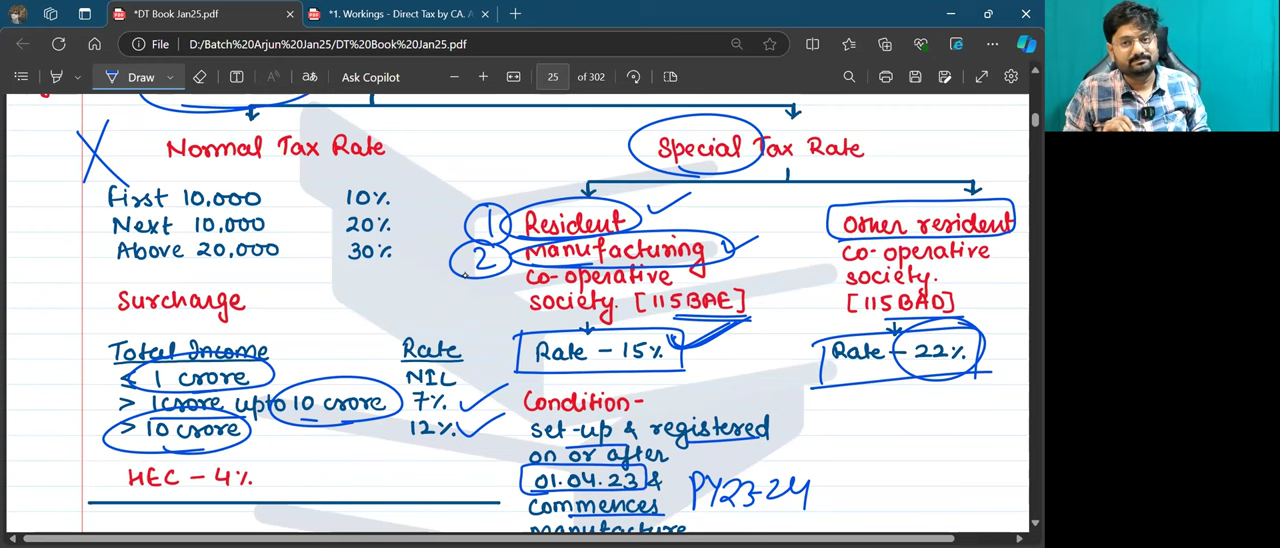 *DT Book Jan25.pdf
*1. Workings - Direct Tax by CA. A
File D:/Batch%20Arjun%20Jan25/DT%20Book%20Jan25.pdf
Draw
Ask Copilot
25 of 302
Normal Tax Rate
Special Tax Rate
First 10,000 10%.
Next 10,000 20%
Above 20,000 30%
Surcharge
Total Income Rate
< 1 crore NIL
> 1crore upto 10 crore 7%
> 10 crore 12%
HEC - 4%
1 Resident
2 Manufacturing
co-operative
society. [115BAE]
Rate - 15%
Condition-
set-up & registered
on or after
01.04.23 &
commences
manufacture
PY23-24
other resident
co-operative
society.
[115BAD]
Rate - 22%